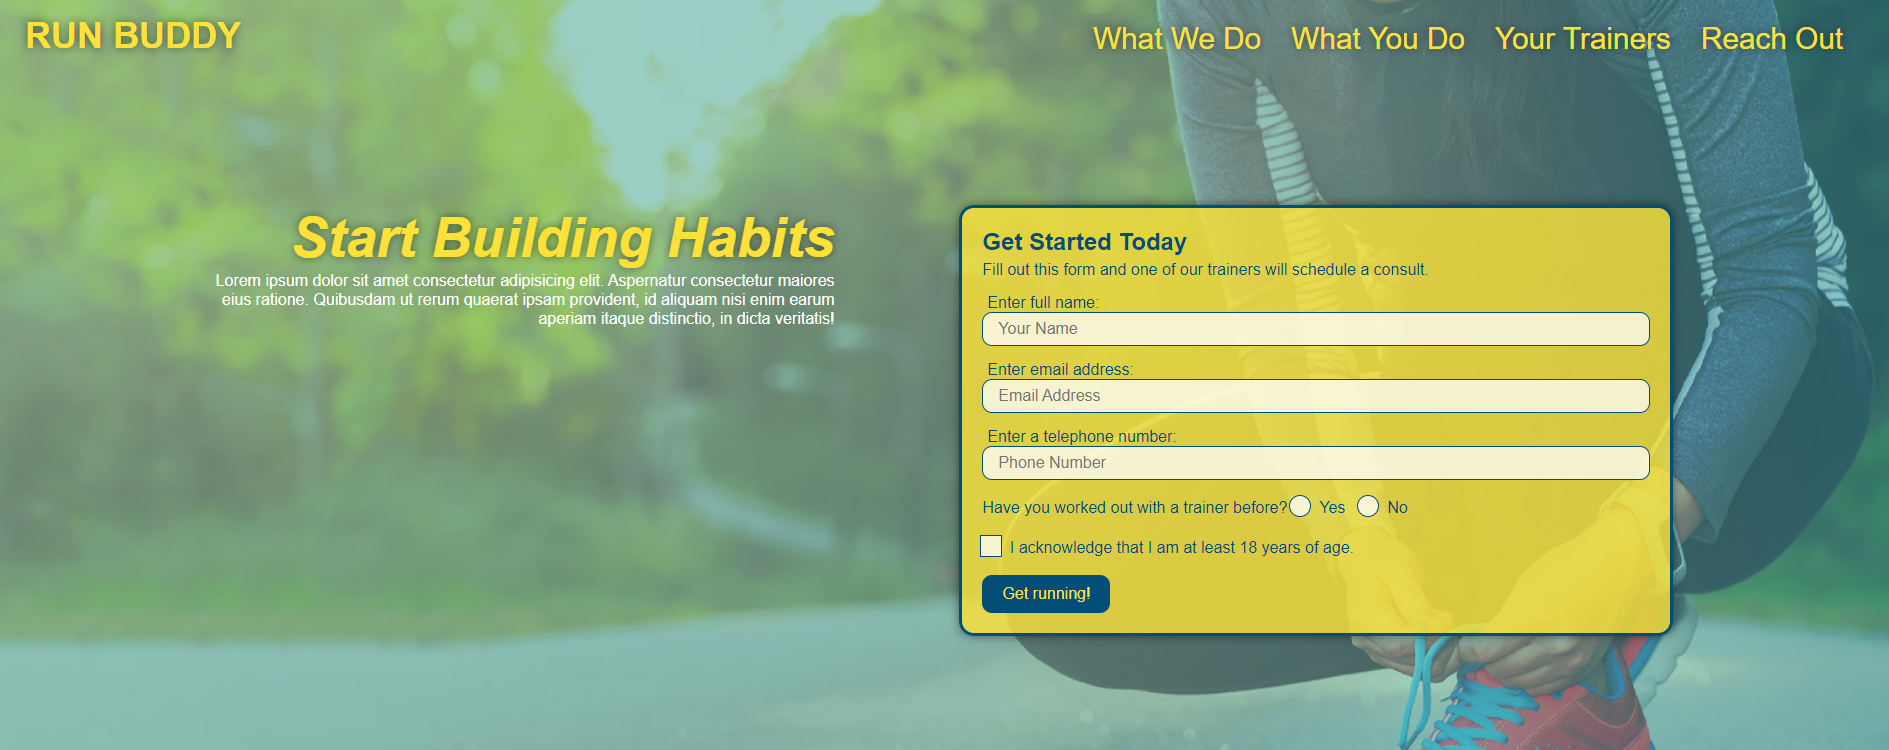 RUN BUDDY
What We Do What You Do Your Trainers Reach Out
Start Building Habits
Lorem ipsum dolor sit amet consectetur adipisicing elit. Aspernatur consectetur maiores
eius ratione. Quibusdam ut rerum quaerat ipsam provident, id aliquam nisi enim earum
aperiam itaque distinctio, in dicta veritatis!
Get Started Today
Fill out this form and one of our trainers will schedule a consult.
Enter full name:
Your Name
Enter email address:
Email Address
Enter a telephone number:
Phone Number
Have you worked out with a trainer before? Yes No
I acknowledge that I am at least 18 years of age.
Get running!